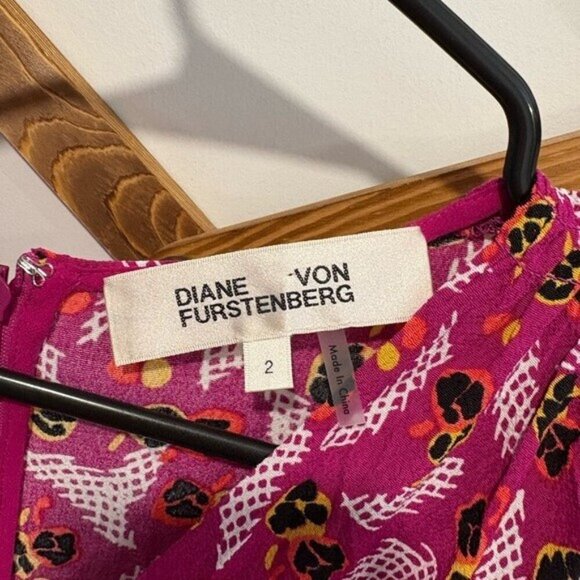 DIANE VON
FURSTENBERG
2
Made In China